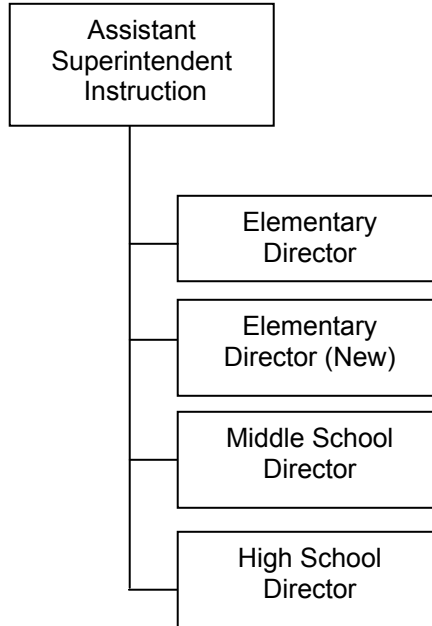 Assistant
Superintendent
Instruction
Elementary
Director
Elementary
Director (New)
Middle School
Director
High School
Director